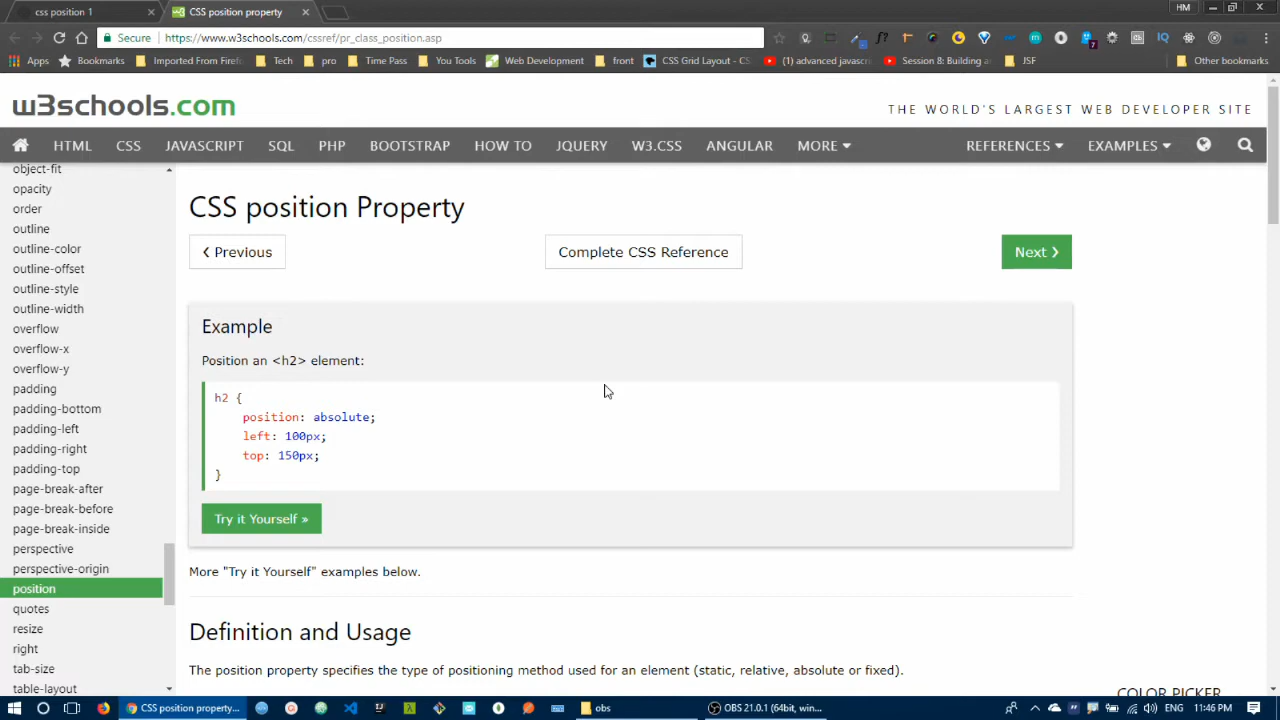 css position 1
CSS position property
HM
Secure
https://www.w3schools.com/cssref/pr_class_position.asp
Apps
Bookmarks
Imported From Firef
Tech
pro
Time Pass
You Tools
Web Development
front
CSS Grid Layout - CS
(1) advanced javascri
Session 8: Building a
JSF
Other bookmarks
w3schools.com
THE WORLD'S LARGEST WEB DEVELOPER SITE
HTML
CSS
JAVASCRIPT
SQL
PHP
BOOTSTRAP
HOW TO
JQUERY
W3.CSS
ANGULAR
MORE
REFERENCES
EXAMPLES
object-fit
opacity
order
outline
outline-color
outline-offset
outline-style
outline-width
overflow
overflow-x
overflow-y
padding
padding-bottom
padding-left
padding-right
padding-top
page-break-after
page-break-before
page-break-inside
perspective
perspective-origin
position
quotes
resize
right
tab-size
table-layout
CSS position Property
❮ Previous
Complete CSS Reference
Next ❯
Example
Position an <h2> element:
h2 {
position: absolute;
left: 100px;
top: 150px;
}
Try it Yourself »
More "Try it Yourself" examples below.
Definition and Usage
The position property specifies the type of positioning method used for an element (static, relative, absolute or fixed).
COLOR PICKER
CSS position property...
obs
OBS 21.0.1 (64bit, win...
ENG
11:46 PM